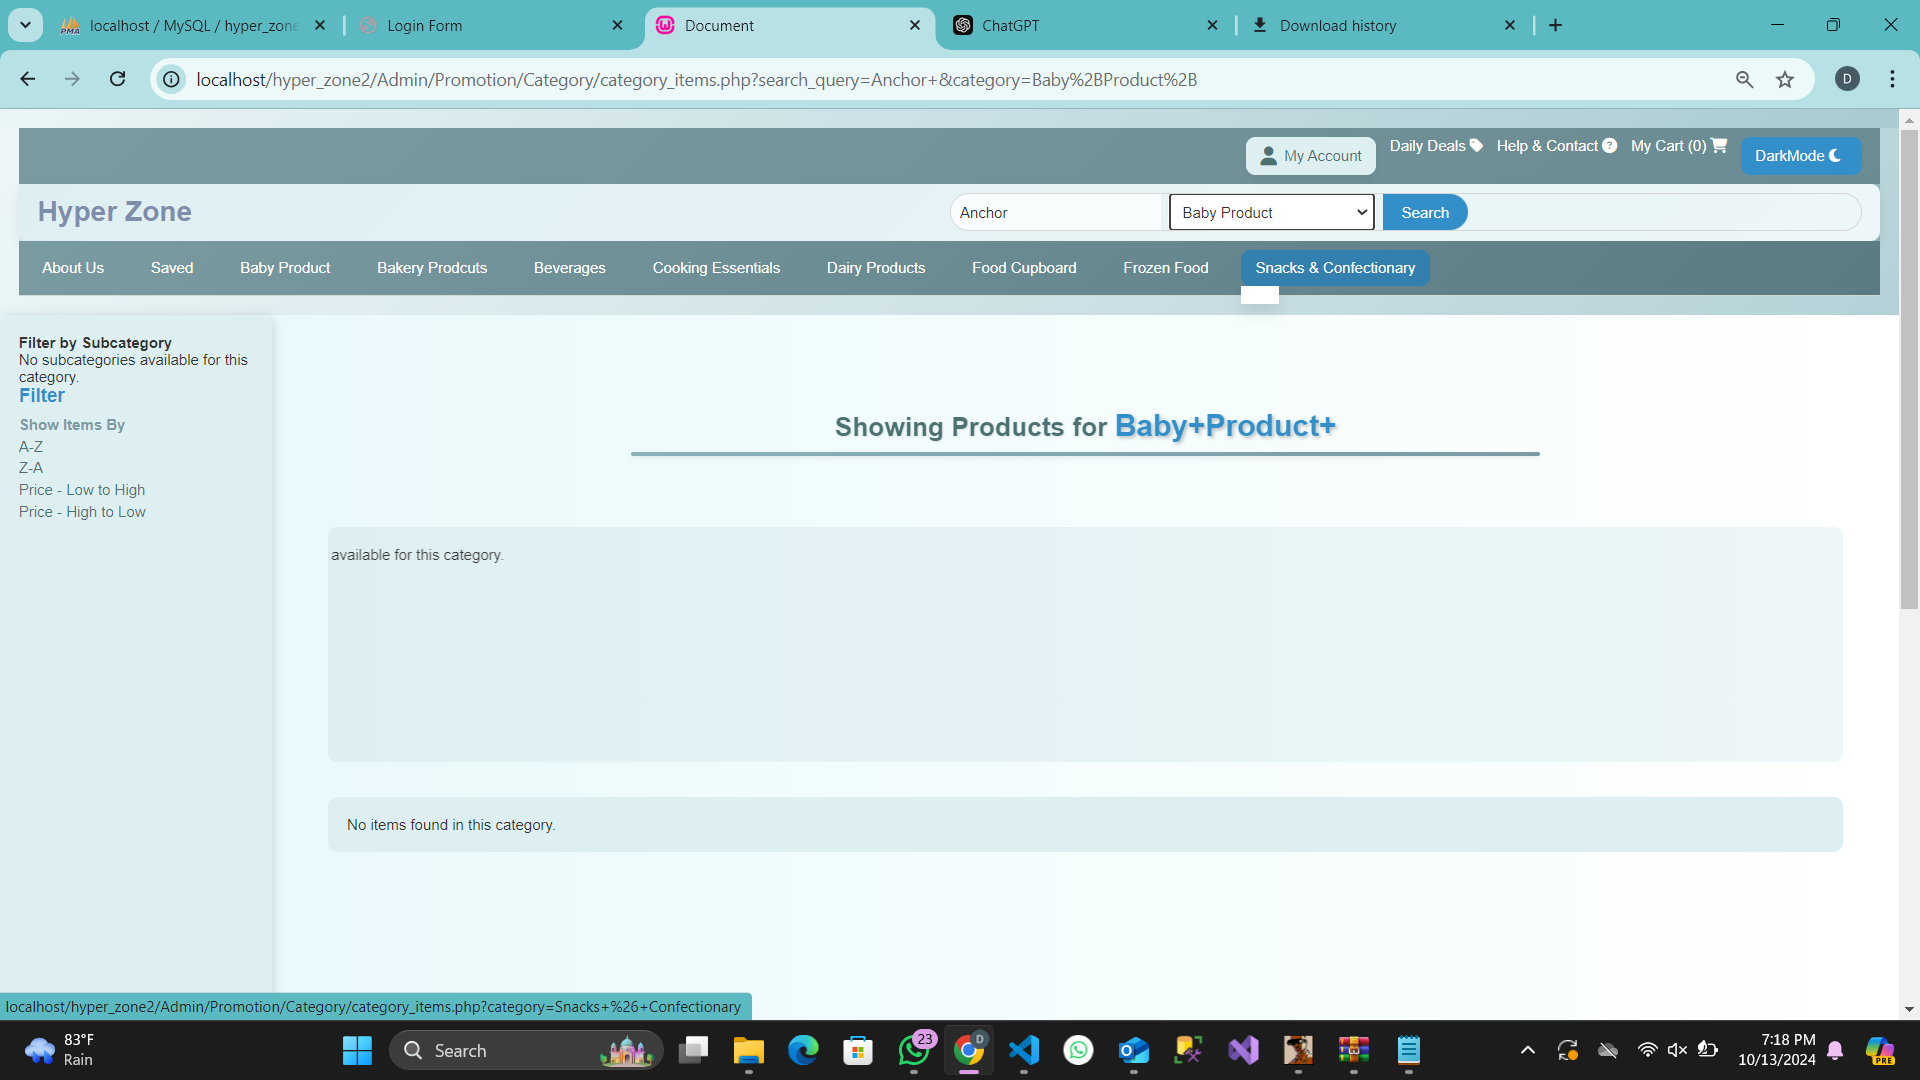 localhost / MySQL / hyper_zone
Login Form
Document
ChatGPT
Download history
localhost/hyper_zone2/Admin/Promotion/Category/category_items.php?search_query=Anchor+&category=Baby%2BProduct%2B
D
My Account
Daily Deals
Help & Contact ?
My Cart (0)
DarkMode
Hyper Zone
Anchor
Baby Product
Search
About Us
Saved
Baby Product
Bakery Prodcuts
Beverages
Cooking Essentials
Dairy Products
Food Cupboard
Frozen Food
Snacks & Confectionary
Filter by Subcategory
No subcategories available for this
category.
Filter
Show Items By
A-Z
Z-A
Price - Low to High
Price - High to Low
Showing Products for Baby+Product+
available for this category.
No items found in this category.
localhost/hyper_zone2/Admin/Promotion/Category/category_items.php?category=Snacks+%26+Confectionary
83°F
Rain
Search
23
D
7:18 PM
10/13/2024
PRE